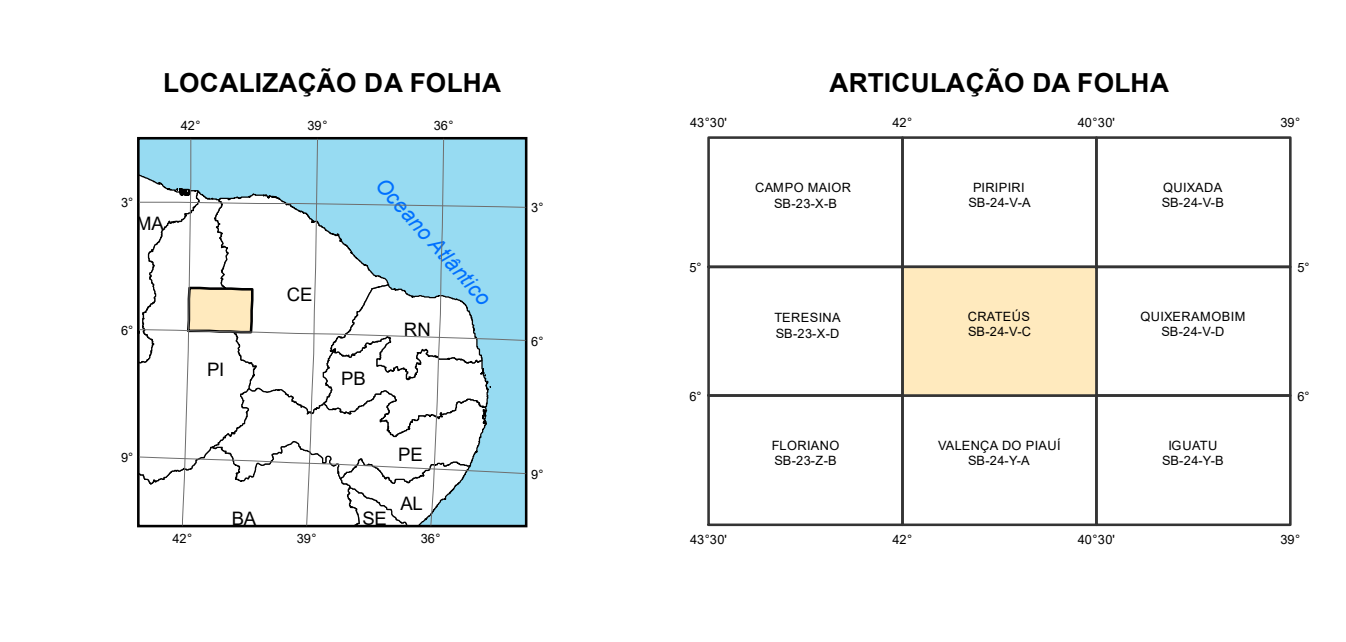 LOCALIZAÇÃO DA FOLHA
42° 39° 36°
3° 3°
MA
Oceano Atlântico
CE
RN
6° 6°
PI
PB
PE
9° 9°
AL
BA
SE
42° 39° 36°
ARTICULAÇÃO DA FOLHA
43°30' 42° 40°30' 39°
CAMPO MAIOR
SB-23-X-B
PIRIPIRI
SB-24-V-A
QUIXADA
SB-24-V-B
5° 5°
TERESINA
SB-23-X-D
CRATEÚS
SB-24-V-C
QUIXERAMOBIM
SB-24-V-D
6° 6°
FLORIANO
SB-23-Z-B
VALENÇA DO PIAUÍ
SB-24-Y-A
IGUATU
SB-24-Y-B
43°30' 42° 40°30' 39°